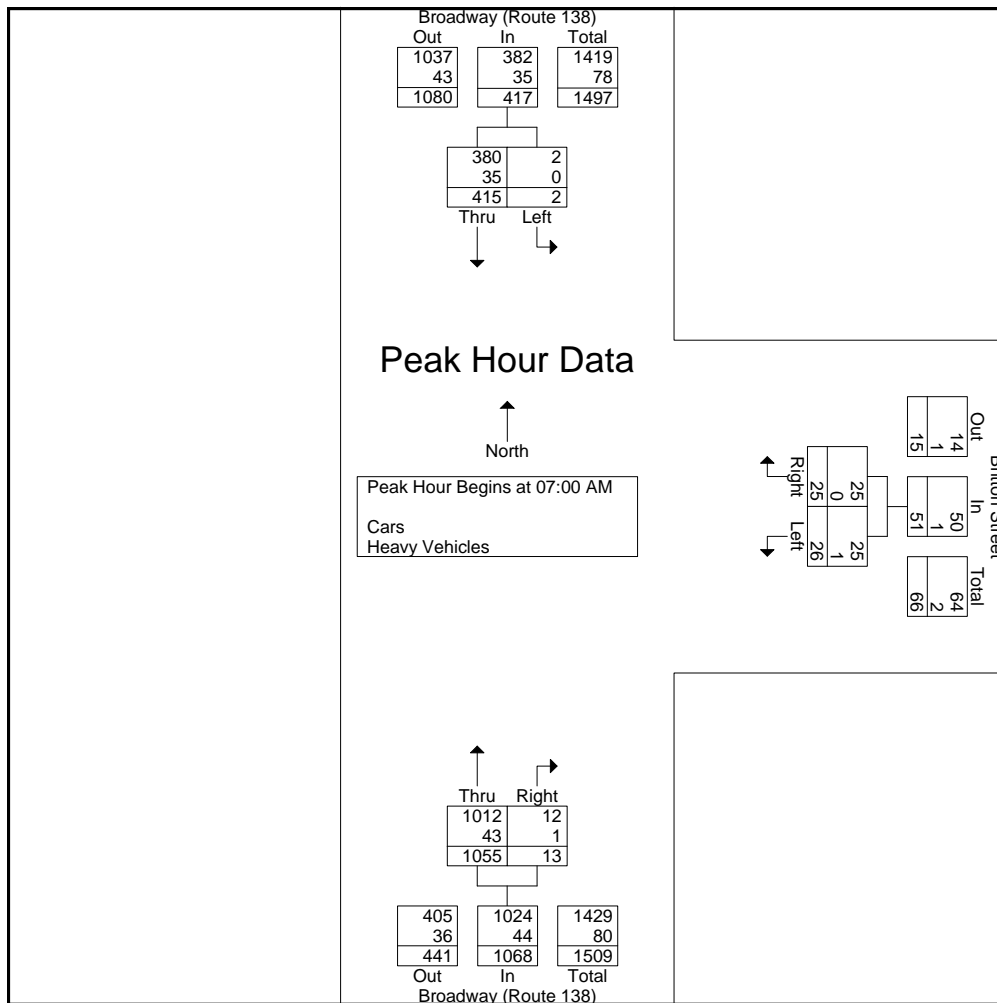 Broadway (Route 138)
Out In Total
1037 382 1419
43 35 78
1080 417 1497
380 2
35 0
415 2
Thru Left
Peak Hour Data
North
Peak Hour Begins at 07:00 AM
Cars
Heavy Vehicles
Street
Out In Total
14 50 64
1 1 2
15 51 66
25 25
0 1
25 26
Right Left
Thru Right
1012 12
43 1
1055 13
405 1024 1429
36 44 80
441 1068 1509
Out In Total
Broadway (Route 138)